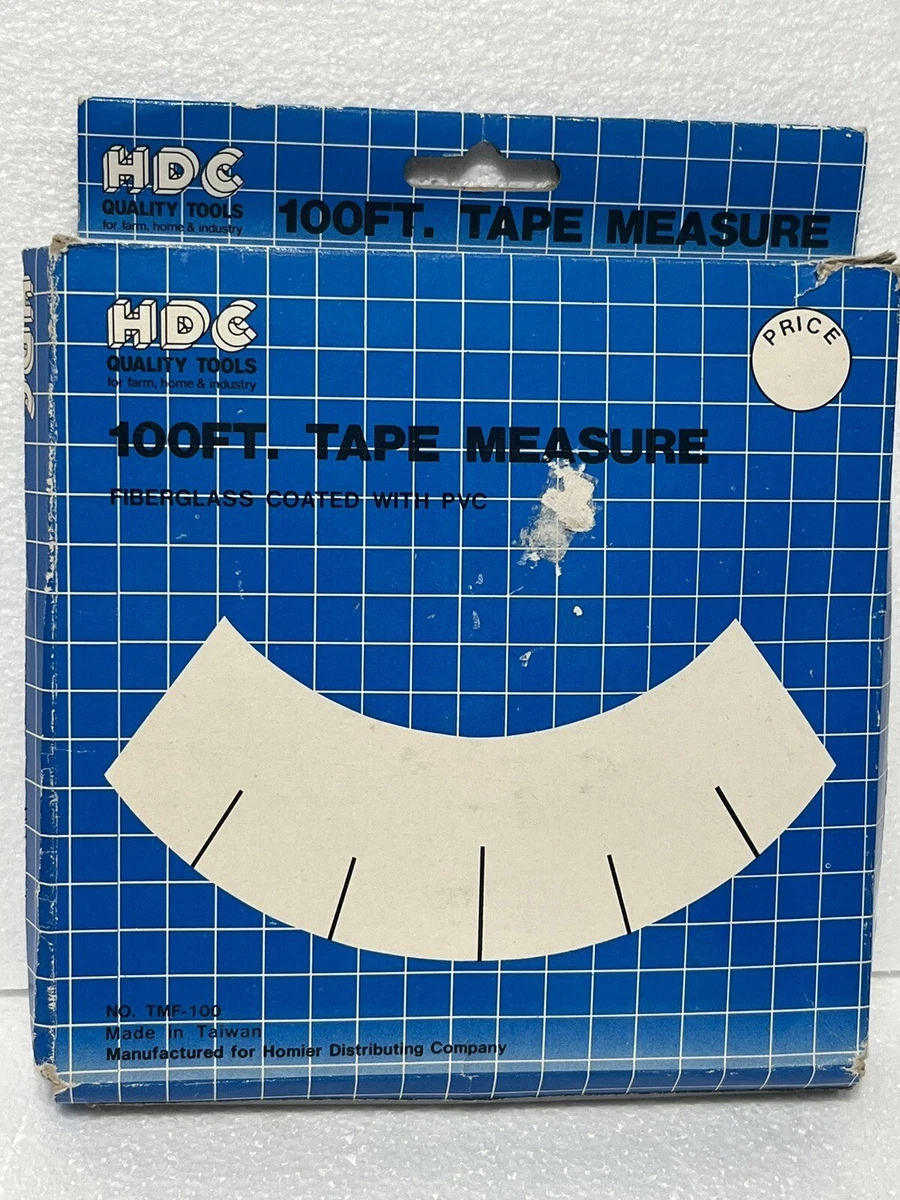 HDC
QUALITY TOOLS
for farm, home & industry
100FT. TAPE MEASURE
HDC
QUALITY TOOLS
for farm, home & industry
PRICE
100FT. TAPE MEASURE
FIBERGLASS COATED WITH PVC
NO. TMF-100
Made in Taiwan
Manufactured for Homier Distributing Company
HDC